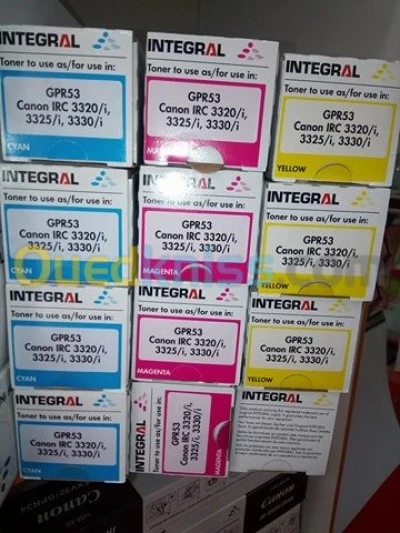 INTEGRAL
Toner to use as/for use in:
GPR53
Canon IRC 3320/i,
3325/i, 3330/i
CYAN
INTEGRAL
Toner to use as/for use in:
GPR53
Canon IRC 3320/i,
3325/i, 3330/i
MAGENTA
INTEGRAL
Toner to use as/for use in:
GPR53
Canon IRC 3320/i,
3325/i, 3330/i
YELLOW
INTEGRAL
Toner to use as/for use in:
GPR53
Canon IRC 3320/i,
3325/i, 3330/i
CYAN
INTEGRAL
Toner to use as/for use in:
GPR53
Canon IRC 3320/i,
3325/i, 3330/i
MAGENTA
INTEGRAL
Toner to use as/for use in:
GPR53
Canon IRC 3320/i,
3325/i, 3330/i
YELLOW
Ouedkniss.com
INTEGRAL
Toner to use as/for use in:
GPR53
Canon IRC 3320/i,
3325/i, 3330/i
CYAN
INTEGRAL
Toner to use as/for use in:
GPR53
Canon IRC 3320/i,
3325/i, 3330/i
MAGENTA
INTEGRAL
Toner to use as/for use in:
GPR53
Canon IRC 3320/i,
3325/i, 3330/i
YELLOW
INTEGRAL
Toner to use as/for use in:
GPR53
Canon IRC 3320/i,
3325/i, 3330/i
CYAN
INTEGRAL
Toner to use as/for use in:
GPR53
Canon IRC 3320/i,
3325/i, 3330/i
MAGENTA
INTEGRAL
Canon
Canon